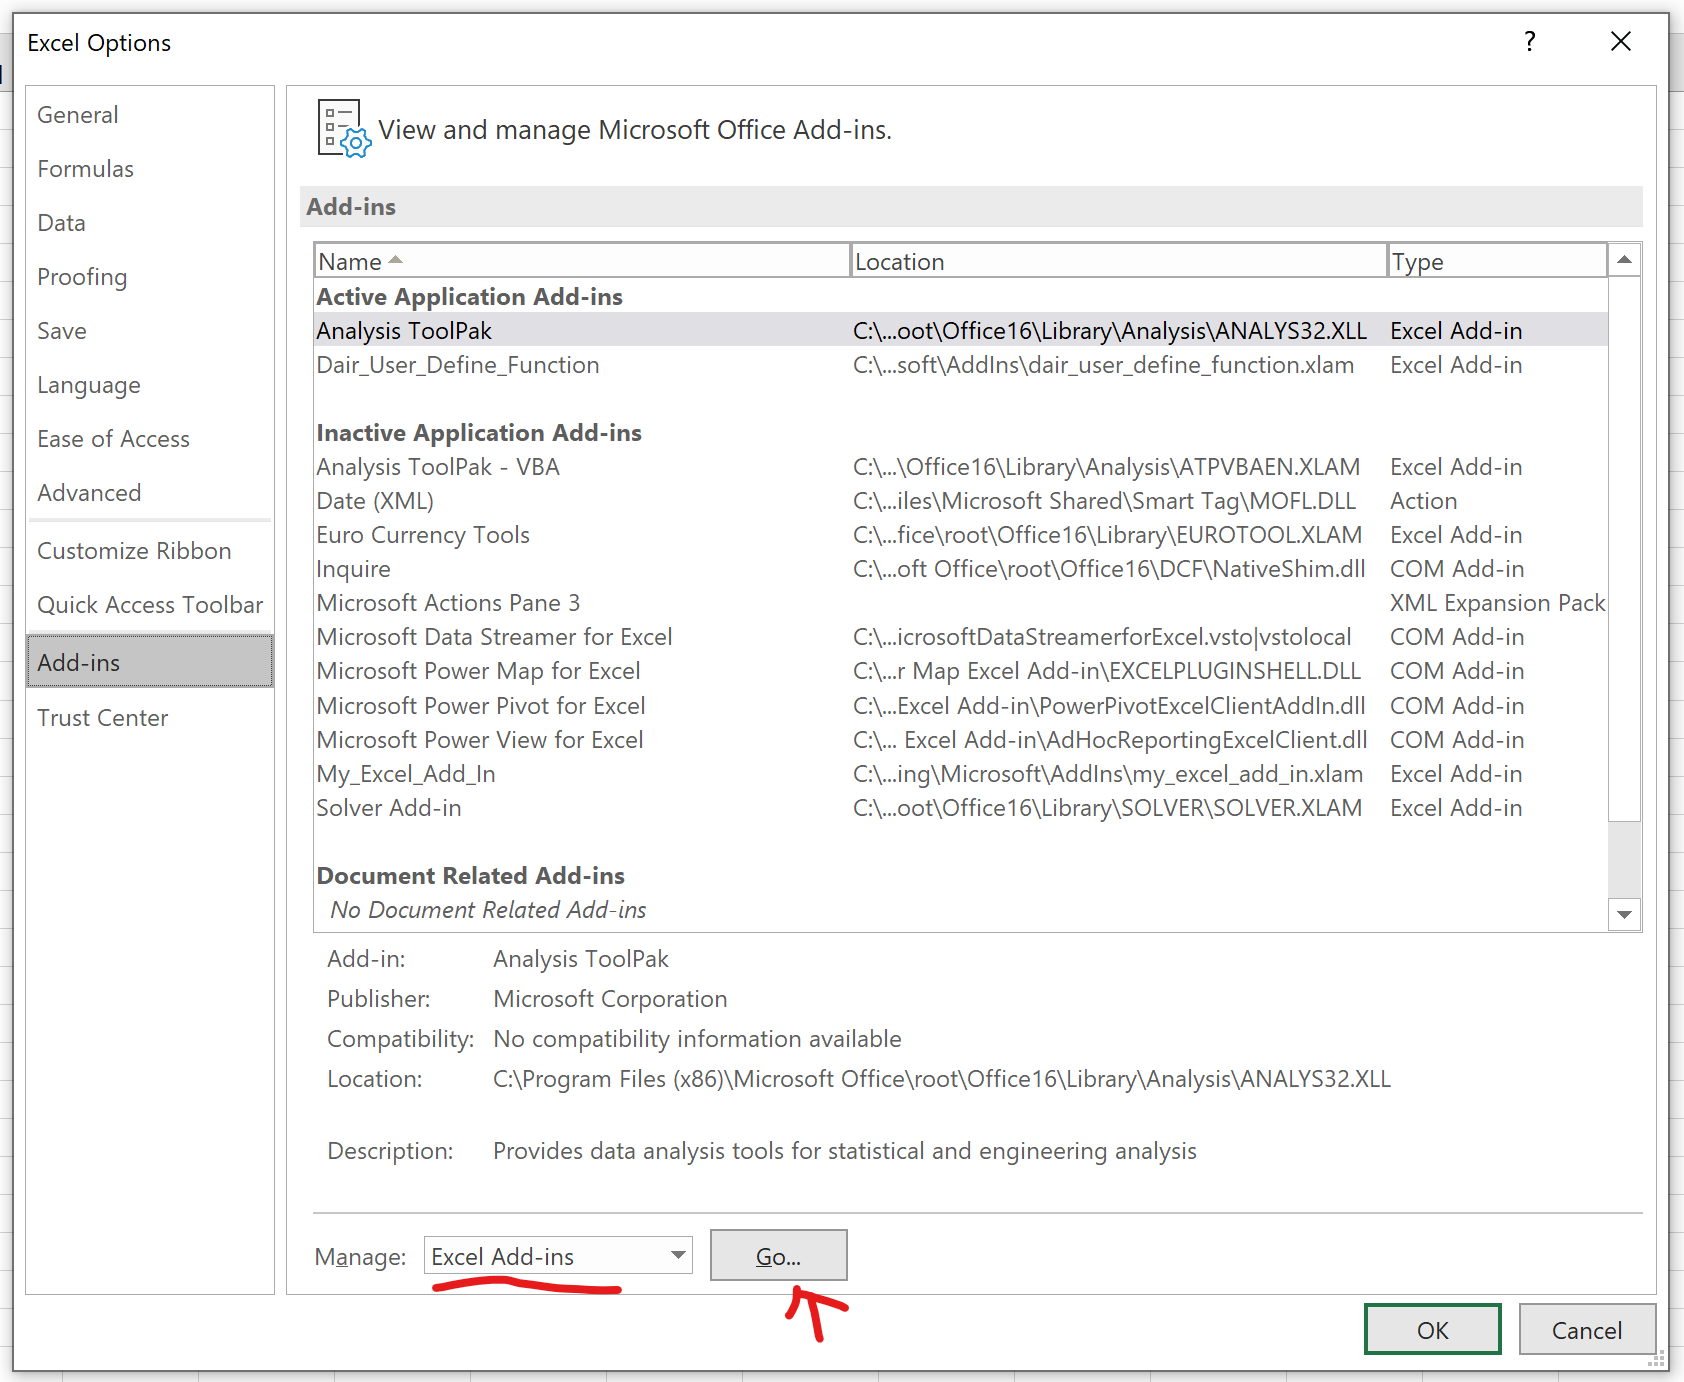 Excel Options
?
General
Formulas
Data
Proofing
Save
Language
Ease of Access
Advanced
Customize Ribbon
Quick Access Toolbar
Add-ins
Trust Center
View and manage Microsoft Office Add-ins.
Add-ins
Name Location Type
Active Application Add-ins
Analysis ToolPak C:\...oot\Office16\Library\Analysis\ANALYS32.XLL Excel Add-in
Dair_User_Define_Function C:\...soft\AddIns\dair_user_define_function.xlam Excel Add-in
Inactive Application Add-ins
Analysis ToolPak - VBA C:\...\Office16\Library\Analysis\ATPVBAEN.XLAM Excel Add-in
Date (XML) C:\...iles\Microsoft Shared\Smart Tag\MOFL.DLL Action
Euro Currency Tools C:\...fice\root\Office16\Library\EUROTOOL.XLAM Excel Add-in
Inquire C:\...oft Office\root\Office16\DCF\NativeShim.dll COM Add-in
Microsoft Actions Pane 3 XML Expansion Pack
Microsoft Data Streamer for Excel C:\...icrosoftDataStreamerforExcel.vsto|vstolocal COM Add-in
Microsoft Power Map for Excel C:\...r Map Excel Add-in\EXCELPLUGINSHELL.DLL COM Add-in
Microsoft Power Pivot for Excel C:\...Excel Add-in\PowerPivotExcelClientAddIn.dll COM Add-in
Microsoft Power View for Excel C:\... Excel Add-in\AdHocReportingExcelClient.dll COM Add-in
My_Excel_Add_In C:\...ing\Microsoft\AddIns\my_excel_add_in.xlam Excel Add-in
Solver Add-in C:\...oot\Office16\Library\SOLVER\SOLVER.XLAM Excel Add-in
Document Related Add-ins
No Document Related Add-ins
Add-in: Analysis ToolPak
Publisher: Microsoft Corporation
Compatibility: No compatibility information available
Location: C:\Program Files (x86)\Microsoft Office\root\Office16\Library\Analysis\ANALYS32.XLL
Description: Provides data analysis tools for statistical and engineering analysis
Manage: Excel Add-ins Go...
OK Cancel